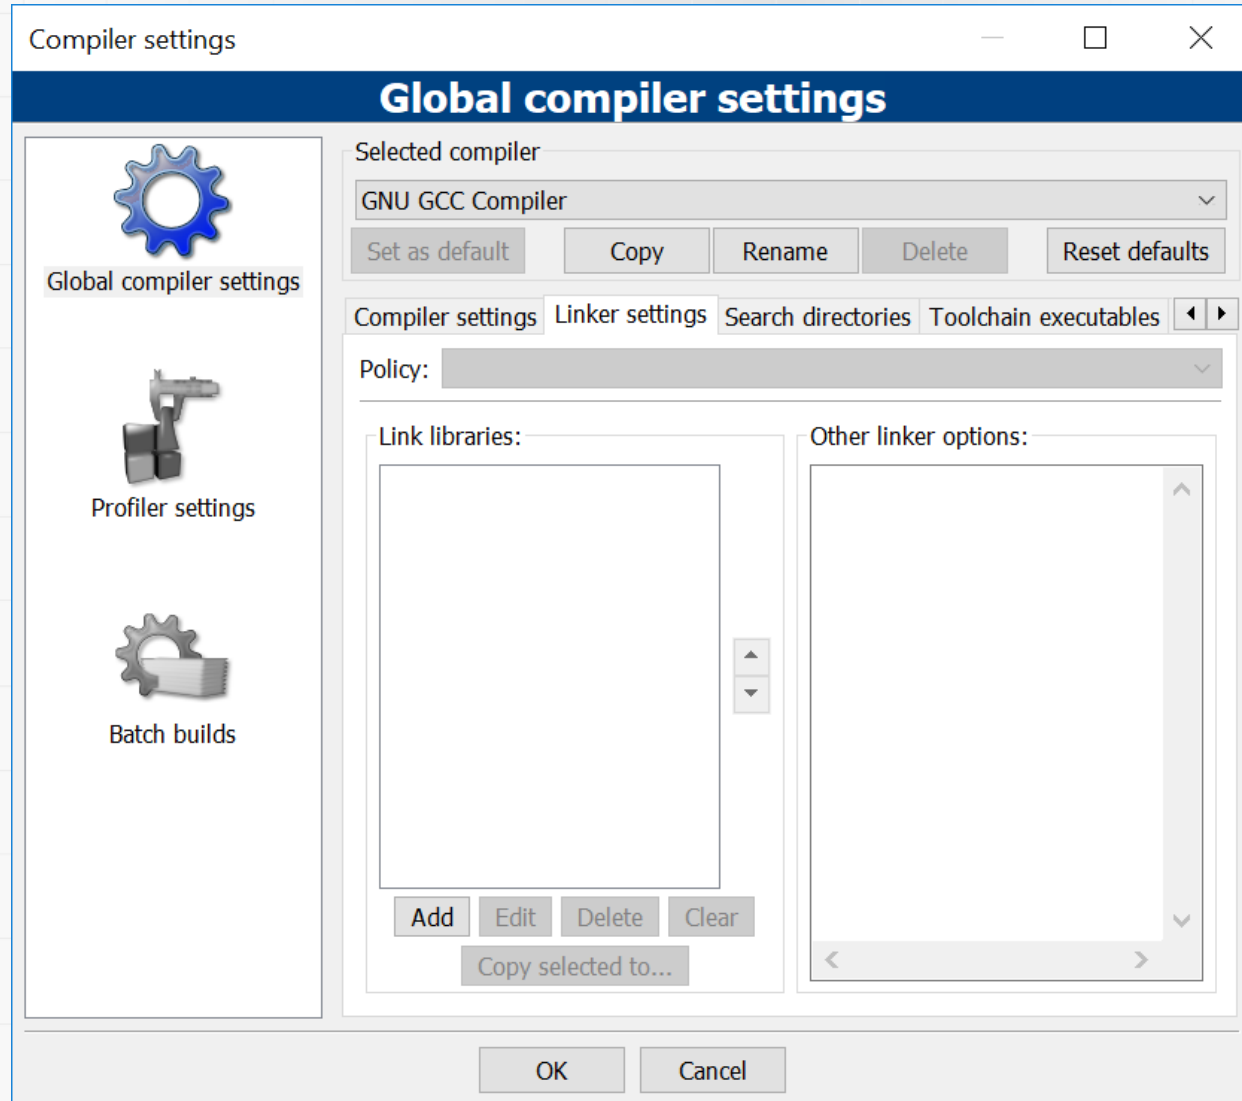 Compiler settings
Global compiler settings
Global compiler settings
Profiler settings
Batch builds
Selected compiler
GNU GCC Compiler
Set as default Copy Rename Delete Reset defaults
Compiler settings Linker settings Search directories Toolchain executables
Policy:
Link libraries:
Other linker options:
Add Edit Delete Clear
Copy selected to...
OK Cancel